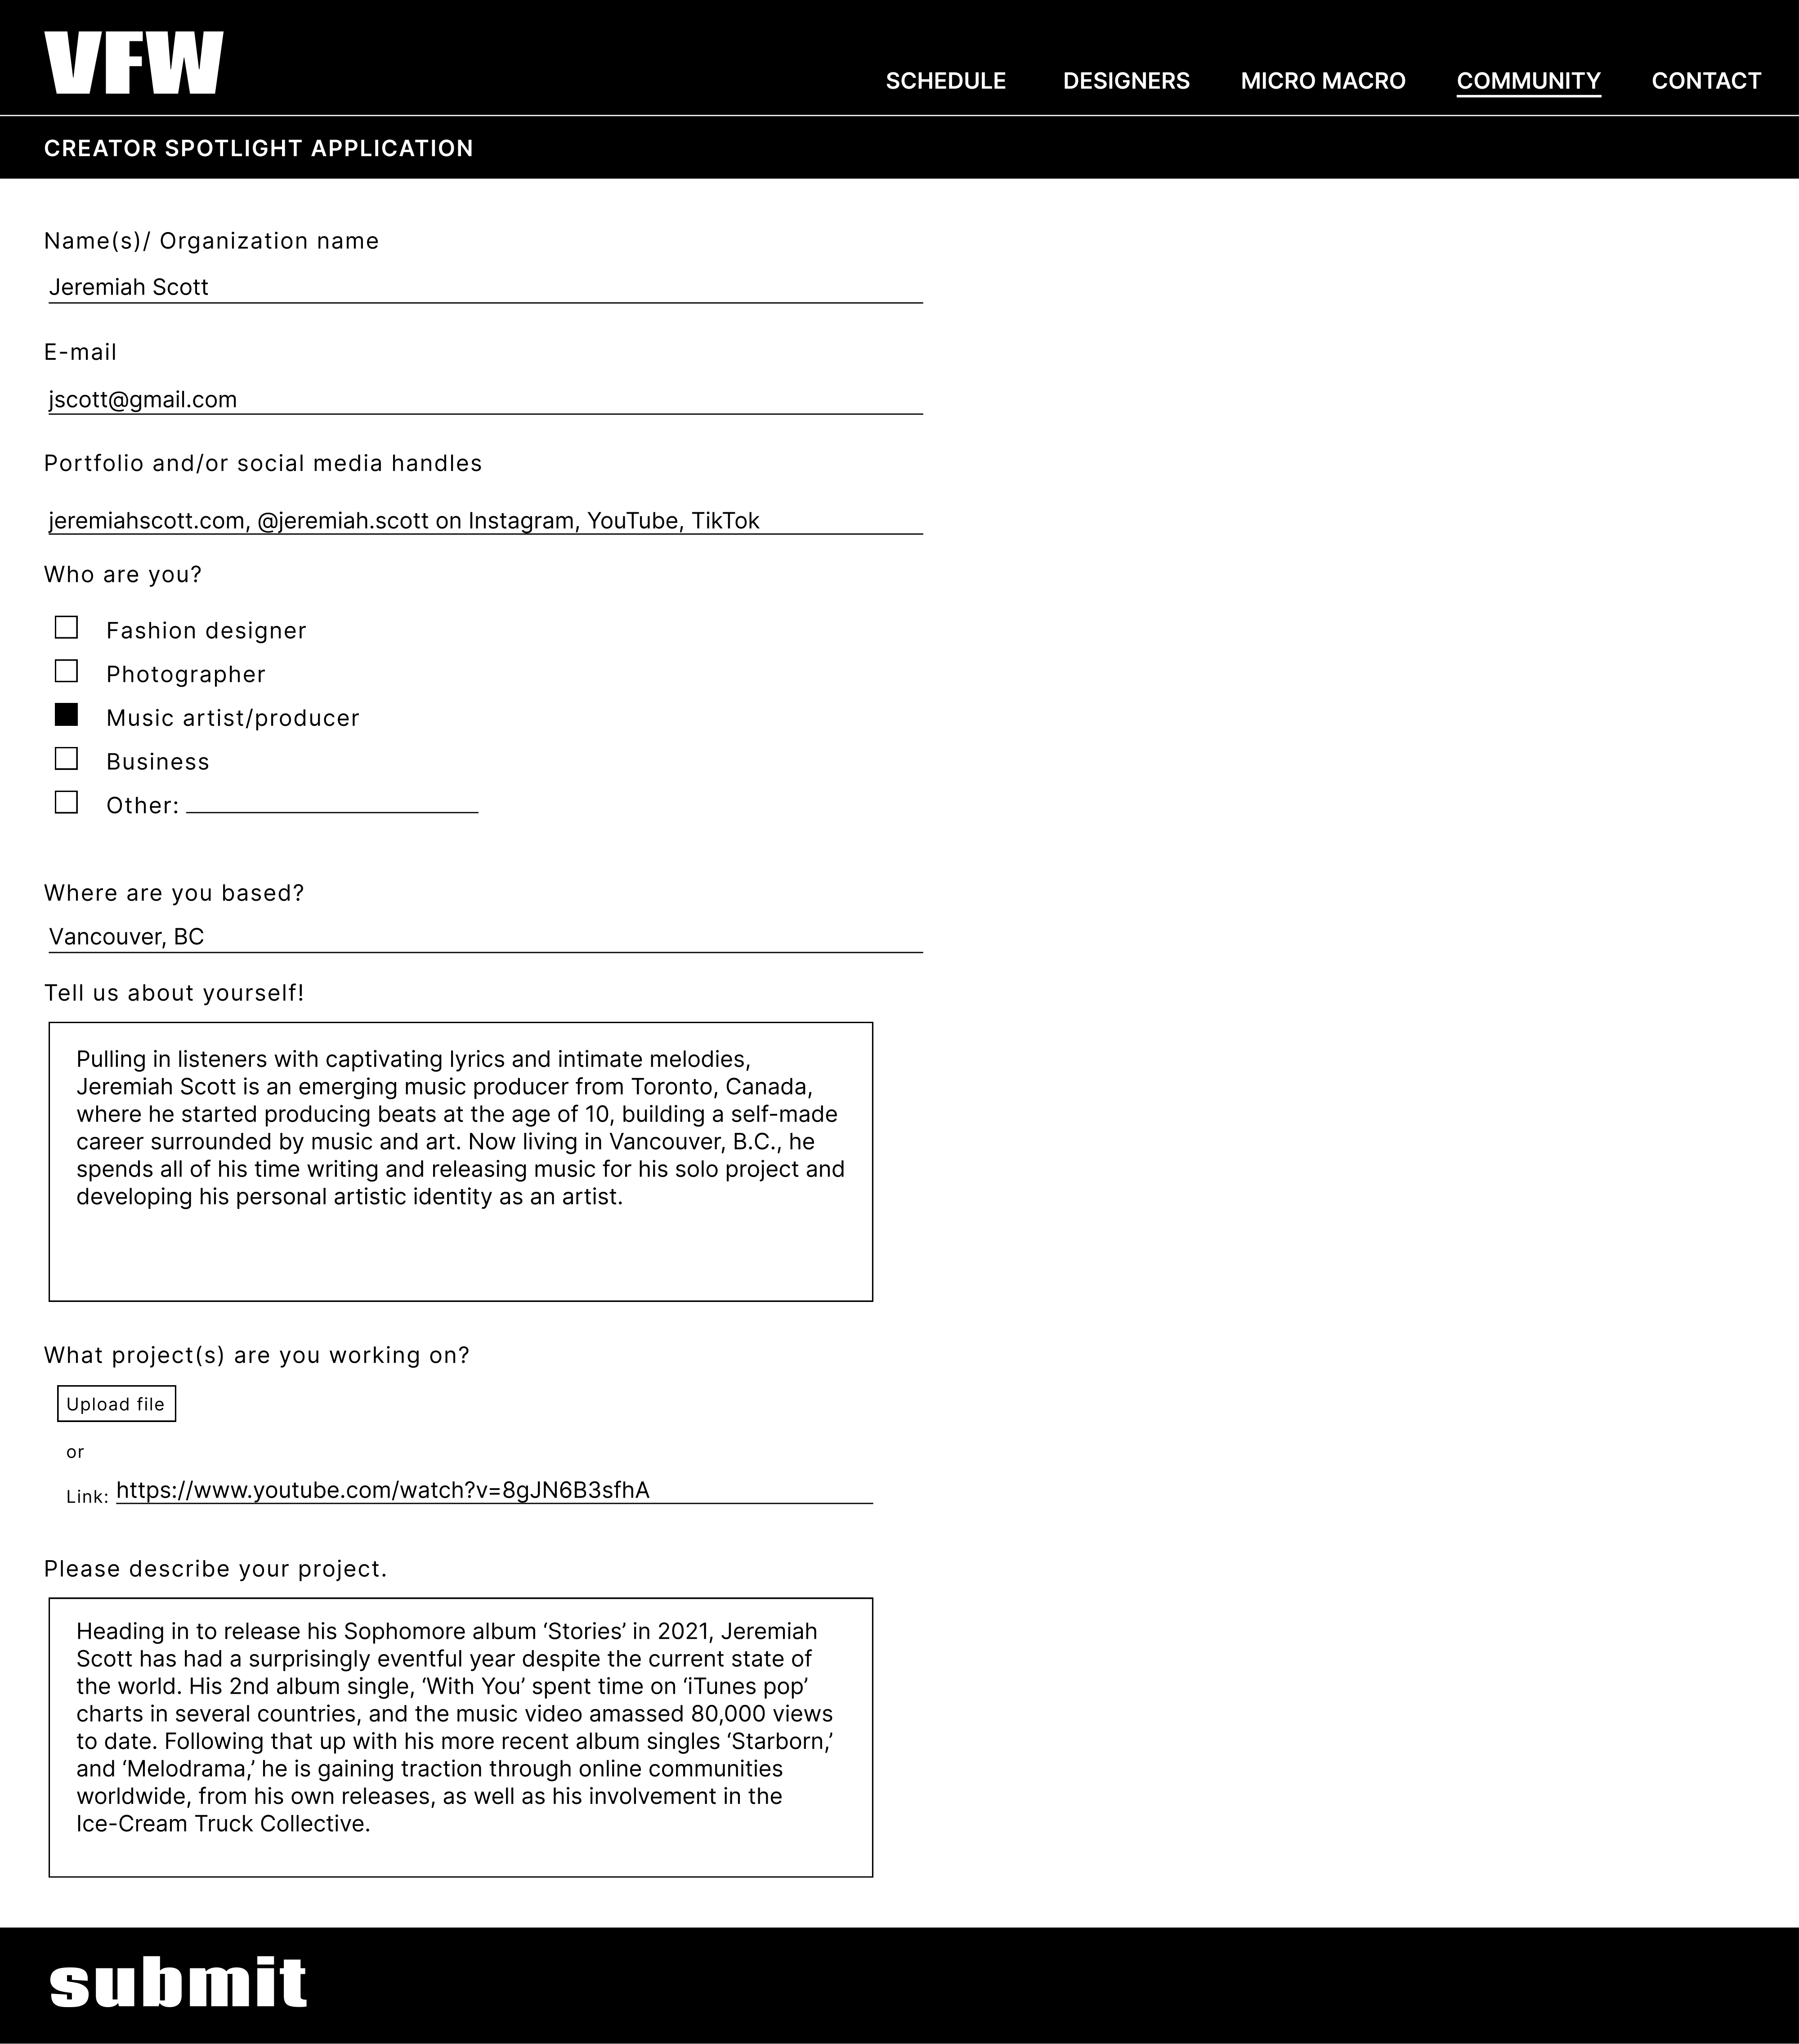 VFW
SCHEDULE DESIGNERS MICRO MACRO COMMUNITY CONTACT
CREATOR SPOTLIGHT APPLICATION
Name(s)/ Organization name
Jeremiah Scott
E-mail
jscott@gmail.com
Portfolio and/or social media handles
jeremiahscott.com, @jeremiah.scott on Instagram, YouTube, TikTok
Who are you?
Fashion designer
Photographer
Music artist/producer
Business
Other:
Where are you based?
Vancouver, BC
Tell us about yourself!
Pulling in listeners with captivating lyrics and intimate melodies,
Jeremiah Scott is an emerging music producer from Toronto, Canada,
where he started producing beats at the age of 10, building a self-made
career surrounded by music and art. Now living in Vancouver, B.C., he
spends all of his time writing and releasing music for his solo project and
developing his personal artistic identity as an artist.
What project(s) are you working on?
Upload file
or
Link: https://www.youtube.com/watch?v=8gJN6B3sfhA
Please describe your project.
Heading in to release his Sophomore album ‘Stories’ in 2021, Jeremiah
Scott has had a surprisingly eventful year despite the current state of
the world. His 2nd album single, ‘With You’ spent time on ‘iTunes pop’
charts in several countries, and the music video amassed 80,000 views
to date. Following that up with his more recent album singles ‘Starborn,’
and ‘Melodrama,’ he is gaining traction through online communities
worldwide, from his own releases, as well as his involvement in the
Ice-Cream Truck Collective.
submit